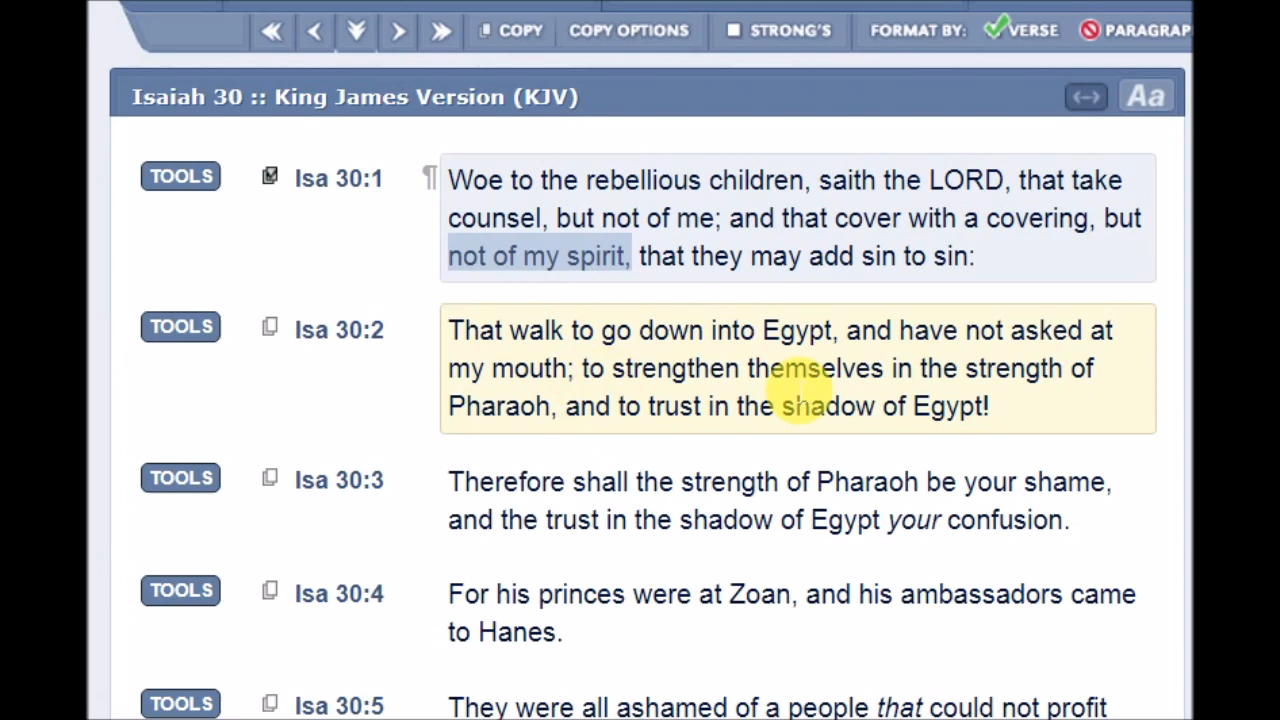 COPY COPY OPTIONS STRONG'S FORMAT BY: VERSE PARAGRAP
Isaiah 30 :: King James Version (KJV) Aa
TOOLS Isa 30:1 ¶ Woe to the rebellious children, saith the LORD, that take
counsel, but not of me; and that cover with a covering, but
not of my spirit, that they may add sin to sin:
TOOLS Isa 30:2 That walk to go down into Egypt, and have not asked at
my mouth; to strengthen themselves in the strength of
Pharaoh, and to trust in the shadow of Egypt!
TOOLS Isa 30:3 Therefore shall the strength of Pharaoh be your shame,
and the trust in the shadow of Egypt your confusion.
TOOLS Isa 30:4 For his princes were at Zoan, and his ambassadors came
to Hanes.
TOOLS Isa 30:5 They were all ashamed of a people that could not profit